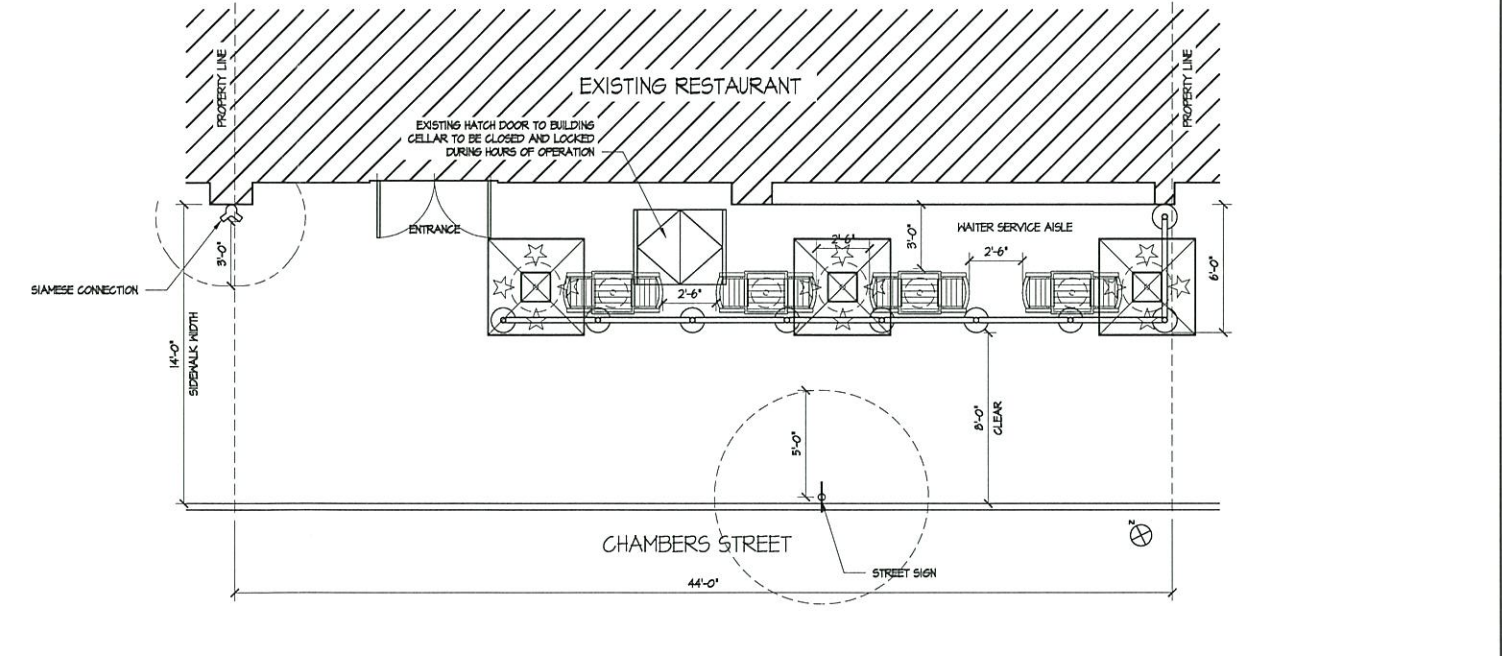 PROPERTY LINE
PROPERTY LINE
EXISTING RESTAURANT
EXISTING HATCH DOOR TO BUILDING
CELLAR TO BE CLOSED AND LOCKED
DURING HOURS OF OPERATION
ENTRANCE
WAITER SERVICE AISLE
3'-0"
2'-6"
3'-0"
2'-6"
6'-0"
SIAMESE CONNECTION
2'-6"
14'-0"
SIDEWALK WIDTH
8'-0"
CLEAR
5'-0"
N
CHAMBERS STREET
STREET SIGN
44'-0"